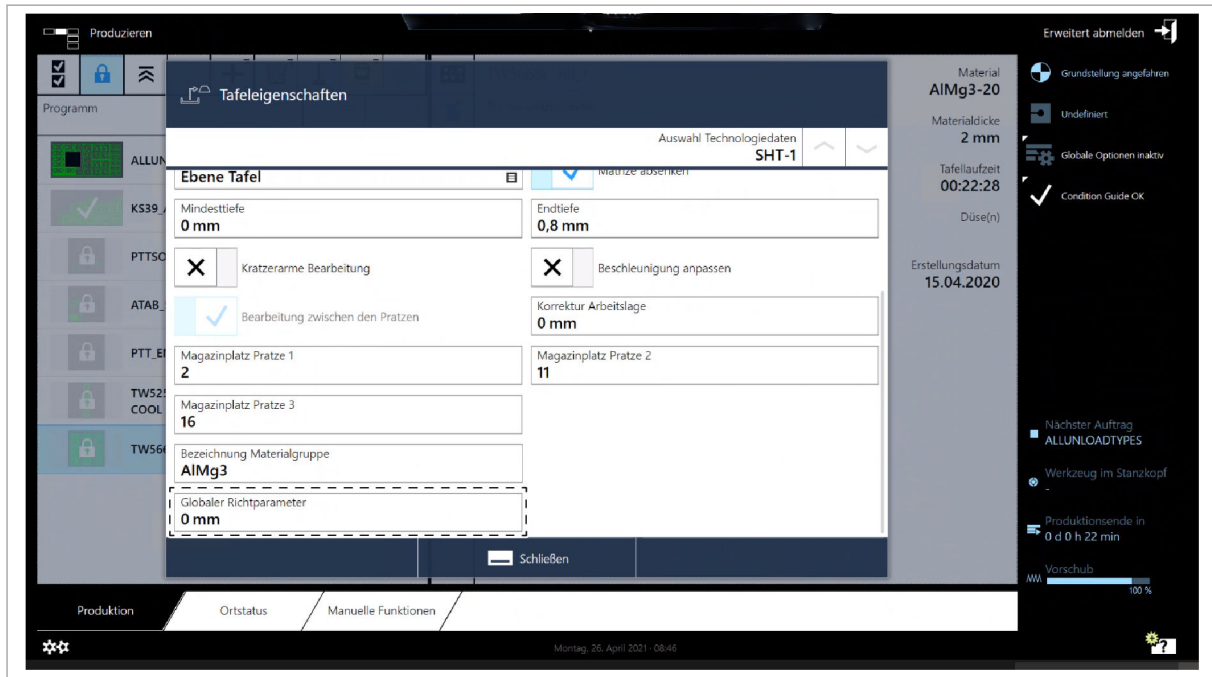 Produzieren
Erweitert abmelden
Programm
ALLUN
KS39_
PTTSO
ATAB_
PTT_E
TW525
COOL
TW566
Tafeleigenschaften
Auswahl Technologiedaten
SHT-1
Ebene Tafel
Matrize absenken
Mindesttiefe
0 mm
Endtiefe
0,8 mm
Kratzerarme Bearbeitung
Beschleunigung anpassen
Bearbeitung zwischen den Pratzen
Korrektur Arbeitslage
0 mm
Magazinplatz Pratze 1
2
Magazinplatz Pratze 2
11
Magazinplatz Pratze 3
16
Bezeichnung Materialgruppe
AlMg3
Globaler Richtparameter
0 mm
Schließen
Material
AlMg3-20
Materialdicke
2 mm
Tafellaufzeit
00:22:28
Düse(n)
Erstellungsdatum
15.04.2020
Grundstellung angefahren
Undefiniert
Globale Optionen inaktiv
Condition Guide OK
Nächster Auftrag
ALLUNLOADTYPES
Werkzeug im Stanzkopf
-
Produktionsende in
0 d 0 h 22 min
Vorschub
100 %
Produktion
Ortstatus
Manuelle Funktionen
Montag, 26. April 2021 - 08:46
?